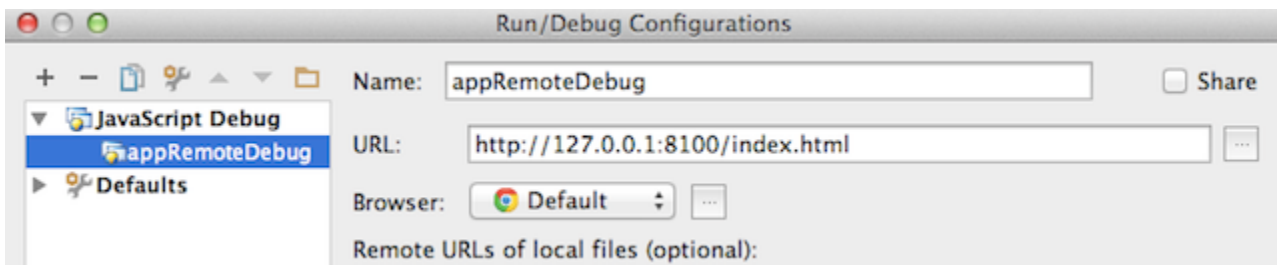 Run/Debug Configurations
Name: appRemoteDebug Share
JavaScript Debug
appRemoteDebug
URL: http://127.0.0.1:8100/index.html ...
Defaults
Browser: Default ...
Remote URLs of local files (optional):